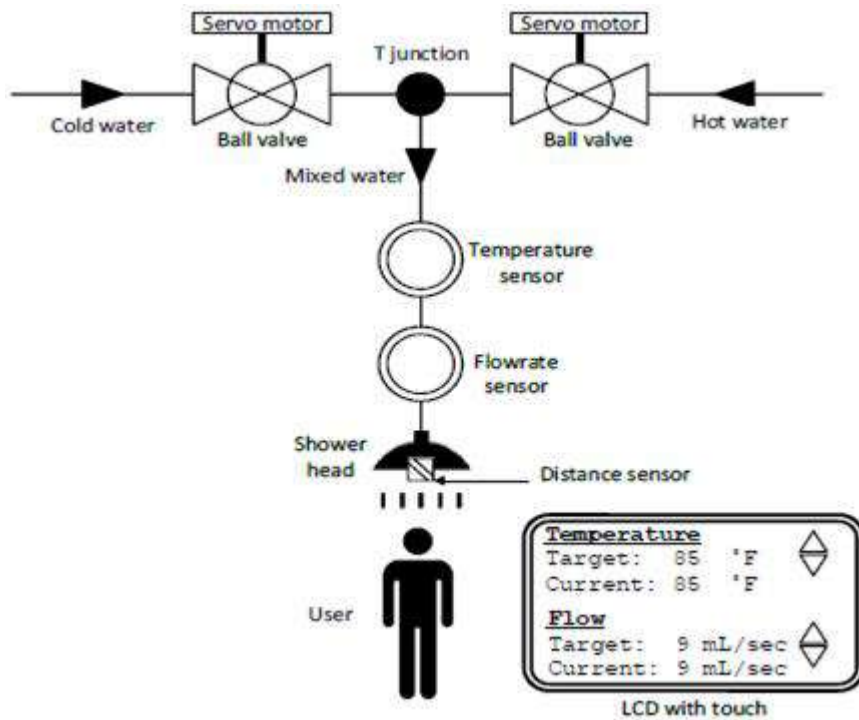 Servo motor
Servo motor
T junction
Cold water
Ball valve
Ball valve
Hot water
Mixed water
Temperature
sensor
Flowrate
sensor
Shower
head
Distance sensor
User
Temperature
Target: 85 °F
Current: 85 °F
Flow
Target: 9 mL/sec
Current: 9 mL/sec
LCD with touch